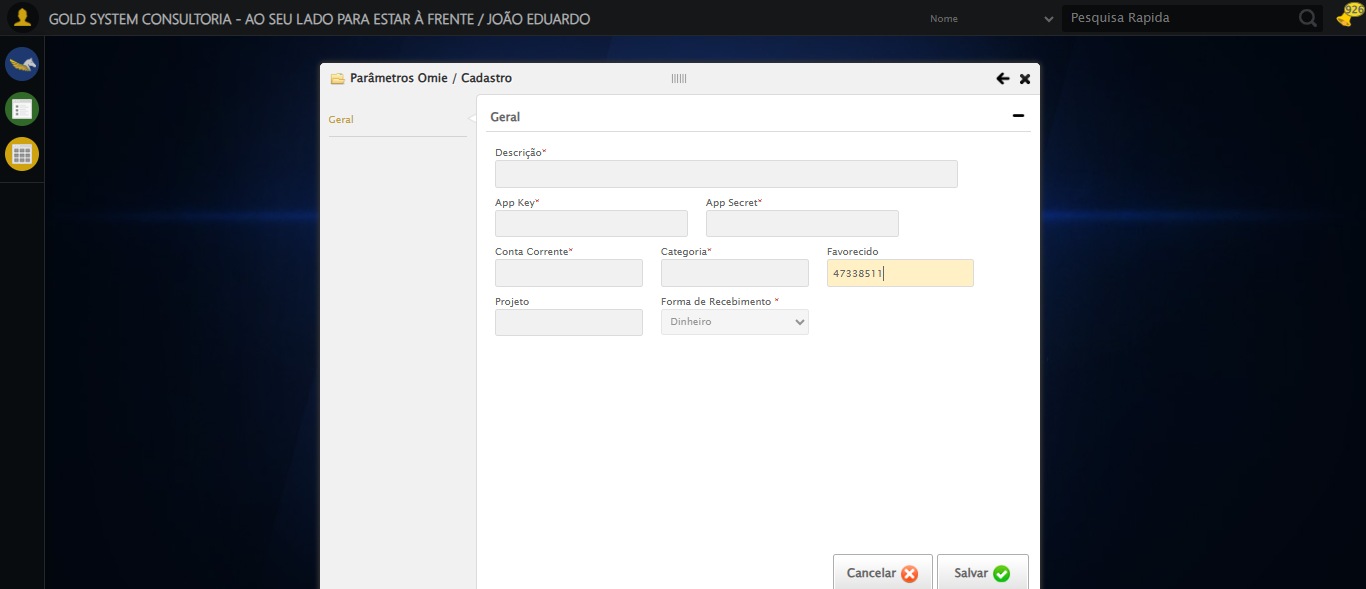 GOLD SYSTEM CONSULTORIA - AO SEU LADO PARA ESTAR À FRENTE / JOÃO EDUARDO
Nome
Pesquisa Rapida
926
Parâmetros Omie / Cadastro
Geral
Geral
Descrição*
App Key* App Secret*
Conta Corrente* Categoria* Favorecido
47338511
Projeto Forma de Recebimento *
Dinheiro
Cancelar Salvar